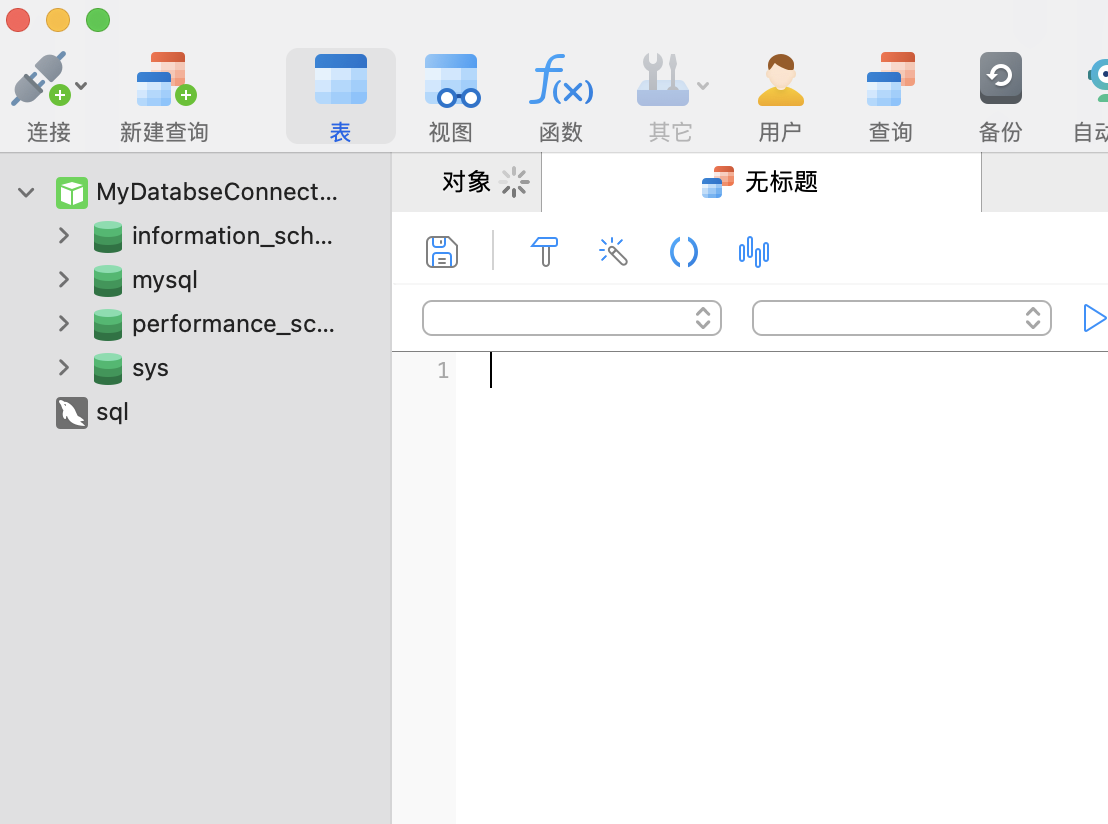 连接
新建查询
表
视图
函数
其它
用户
查询
备份
自动
MyDatabseConnect...
对象
无标题
information_sch...
mysql
performance_sc...
sys
sql
1